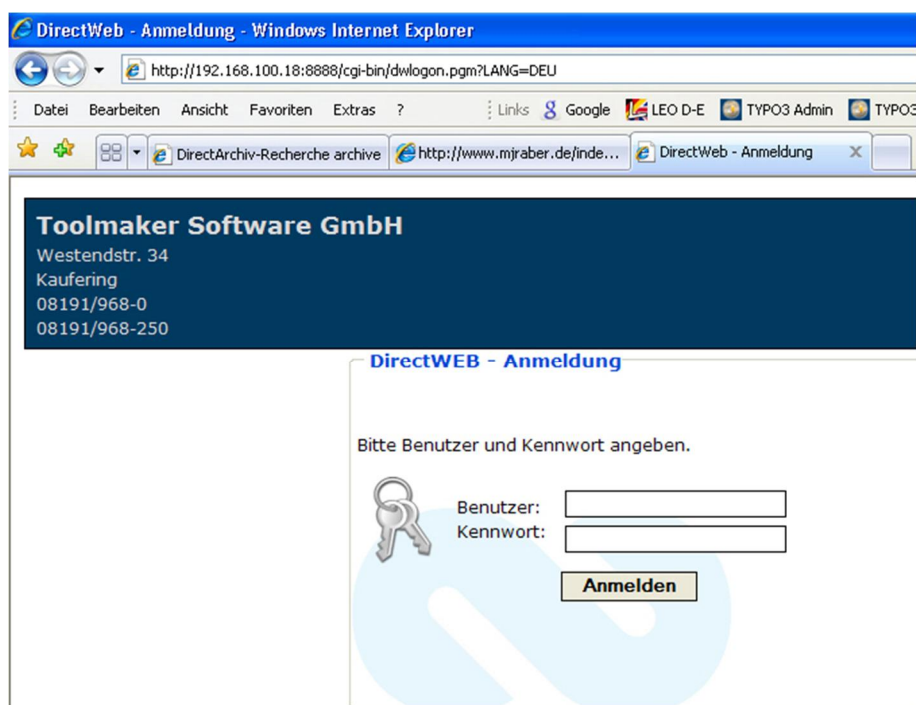 DirectWeb - Anmeldung - Windows Internet Explorer
http://192.168.100.18:8888/cgi-bin/dwlogon.pgm?LANG=DEU
Datei Bearbeiten Ansicht Favoriten Extras ? Links Google LEO D-E TYPO3 Admin TYPO3
DirectArchiv-Recherche archive http://www.mjraber.de/inde... DirectWeb - Anmeldung X
Toolmaker Software GmbH
Westendstr. 34
Kaufering
08191/968-0
08191/968-250
DirectWEB - Anmeldung
Bitte Benutzer und Kennwort angeben.
Benutzer:
Kennwort:
Anmelden